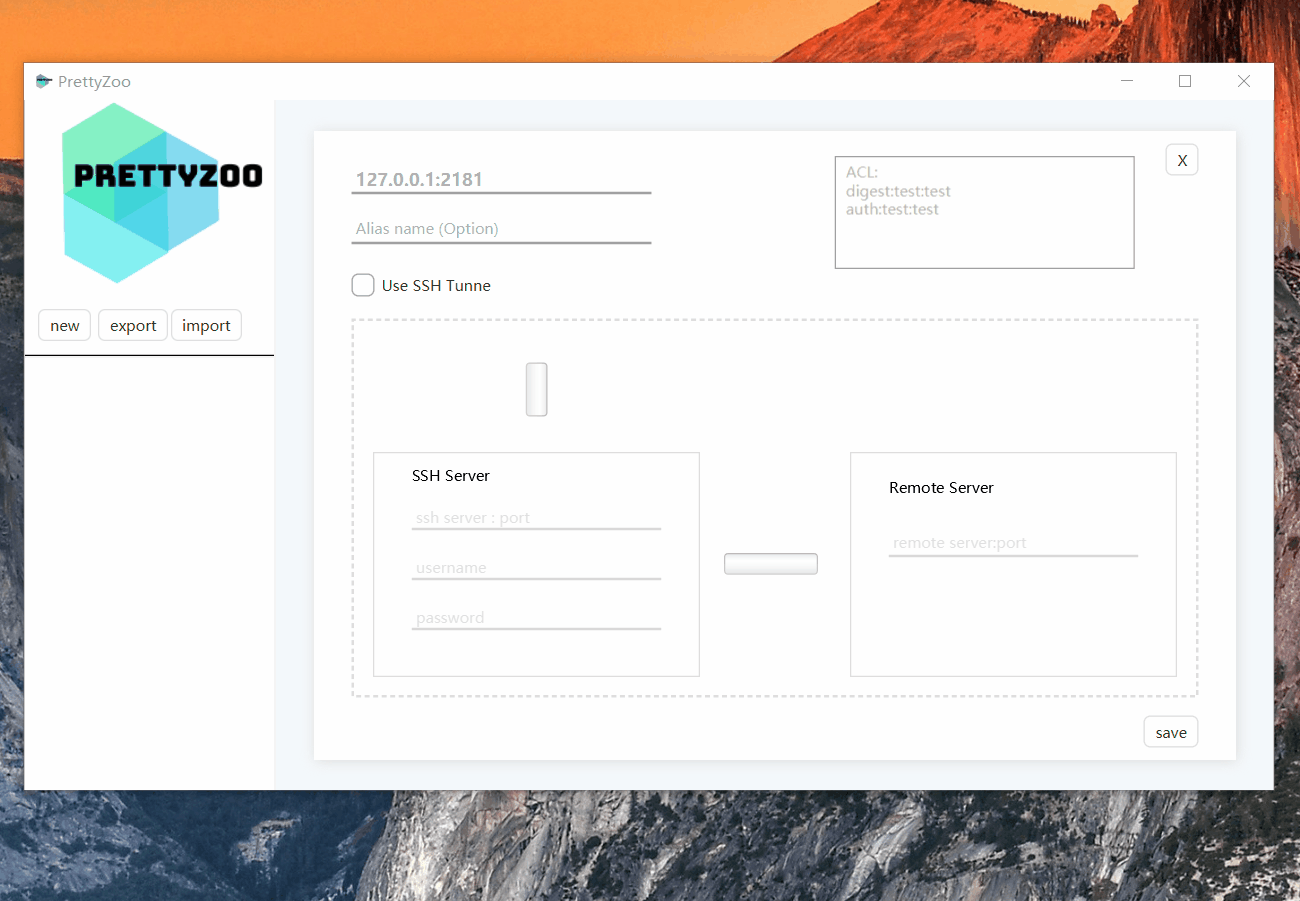 PrettyZoo
PRETTYZOO
new
export
import
127.0.0.1:2181
Alias name (Option)
Use SSH Tunne
ACL:
digest:test:test
auth:test:test
X
SSH Server
ssh server : port
username
password
Remote Server
remote server:port
save